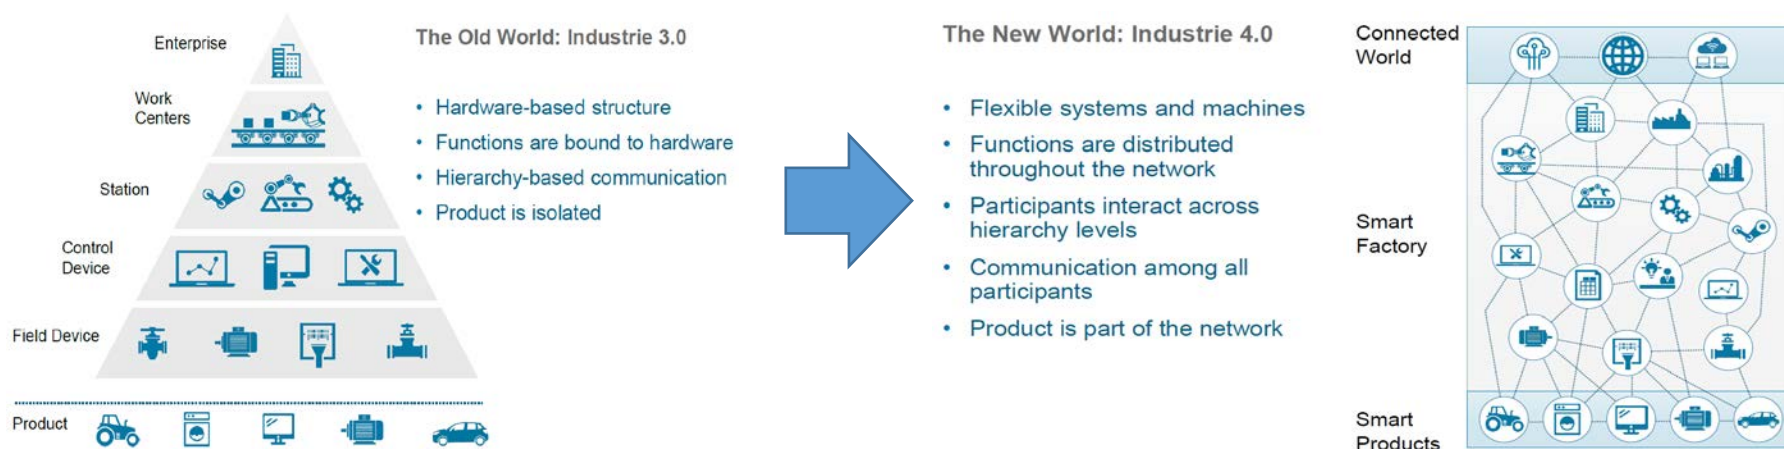 Enterprise
Work
Centers
Station
Control
Device
Field Device
Product
The Old World: Industrie 3.0
• Hardware-based structure
• Functions are bound to hardware
• Hierarchy-based communication
• Product is isolated
The New World: Industrie 4.0
• Flexible systems and machines
• Functions are distributed
throughout the network
• Participants interact across
hierarchy levels
• Communication among all
participants
• Product is part of the network
Connected
World
Smart
Factory
Smart
Products